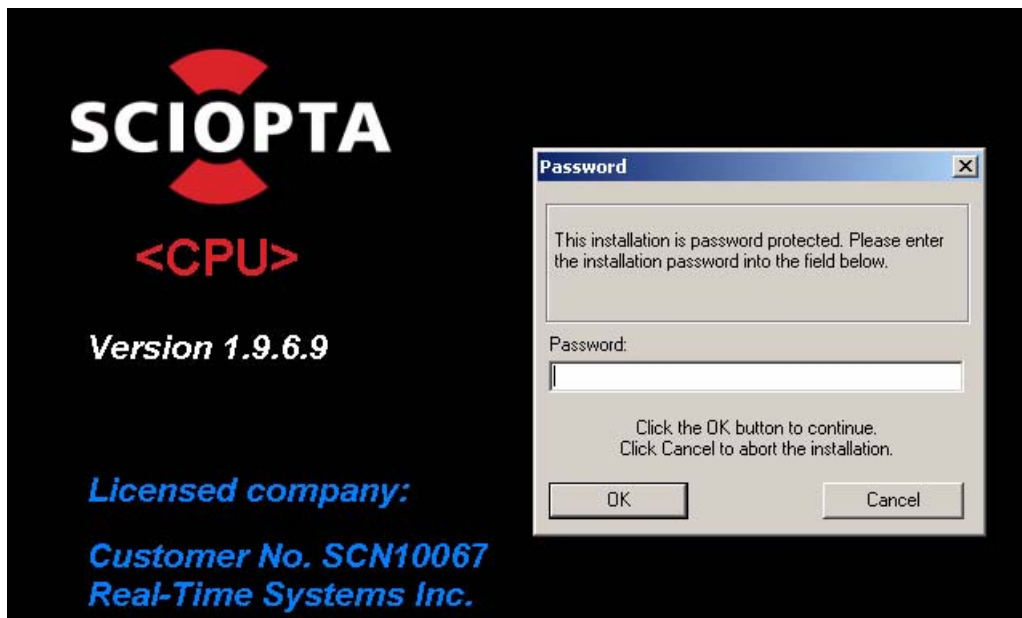 SCIOPTA
<CPU>
Version 1.9.6.9
Licensed company:
Customer No. SCN10067
Real-Time Systems Inc.
Password
This installation is password protected. Please enter
the installation password into the field below.
Password:
Click the OK button to continue.
Click Cancel to abort the installation.
OK
Cancel